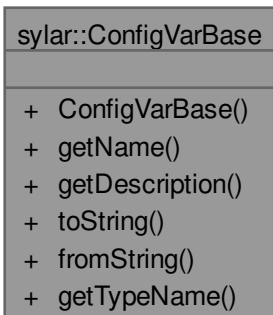 sylar::ConfigVarBase
+ ConfigVarBase()
+ getName()
+ getDescription()
+ toString()
+ fromString()
+ getTypeName()